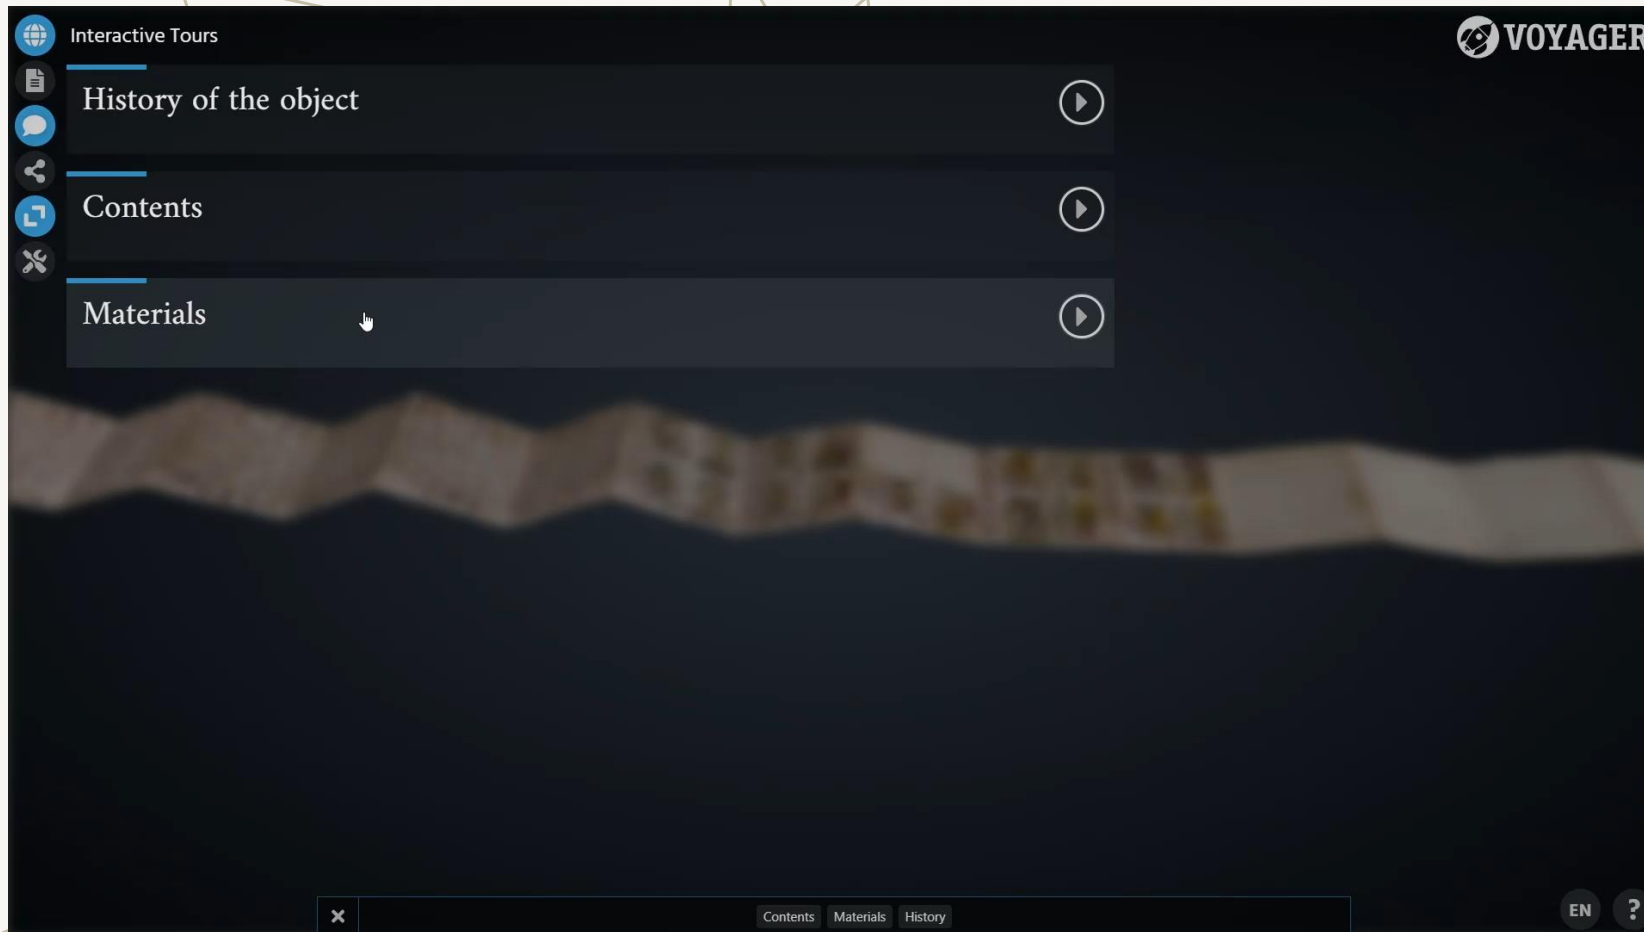 Interactive Tours
VOYAGER
History of the object
Contents
Materials
Contents Materials History
EN ?